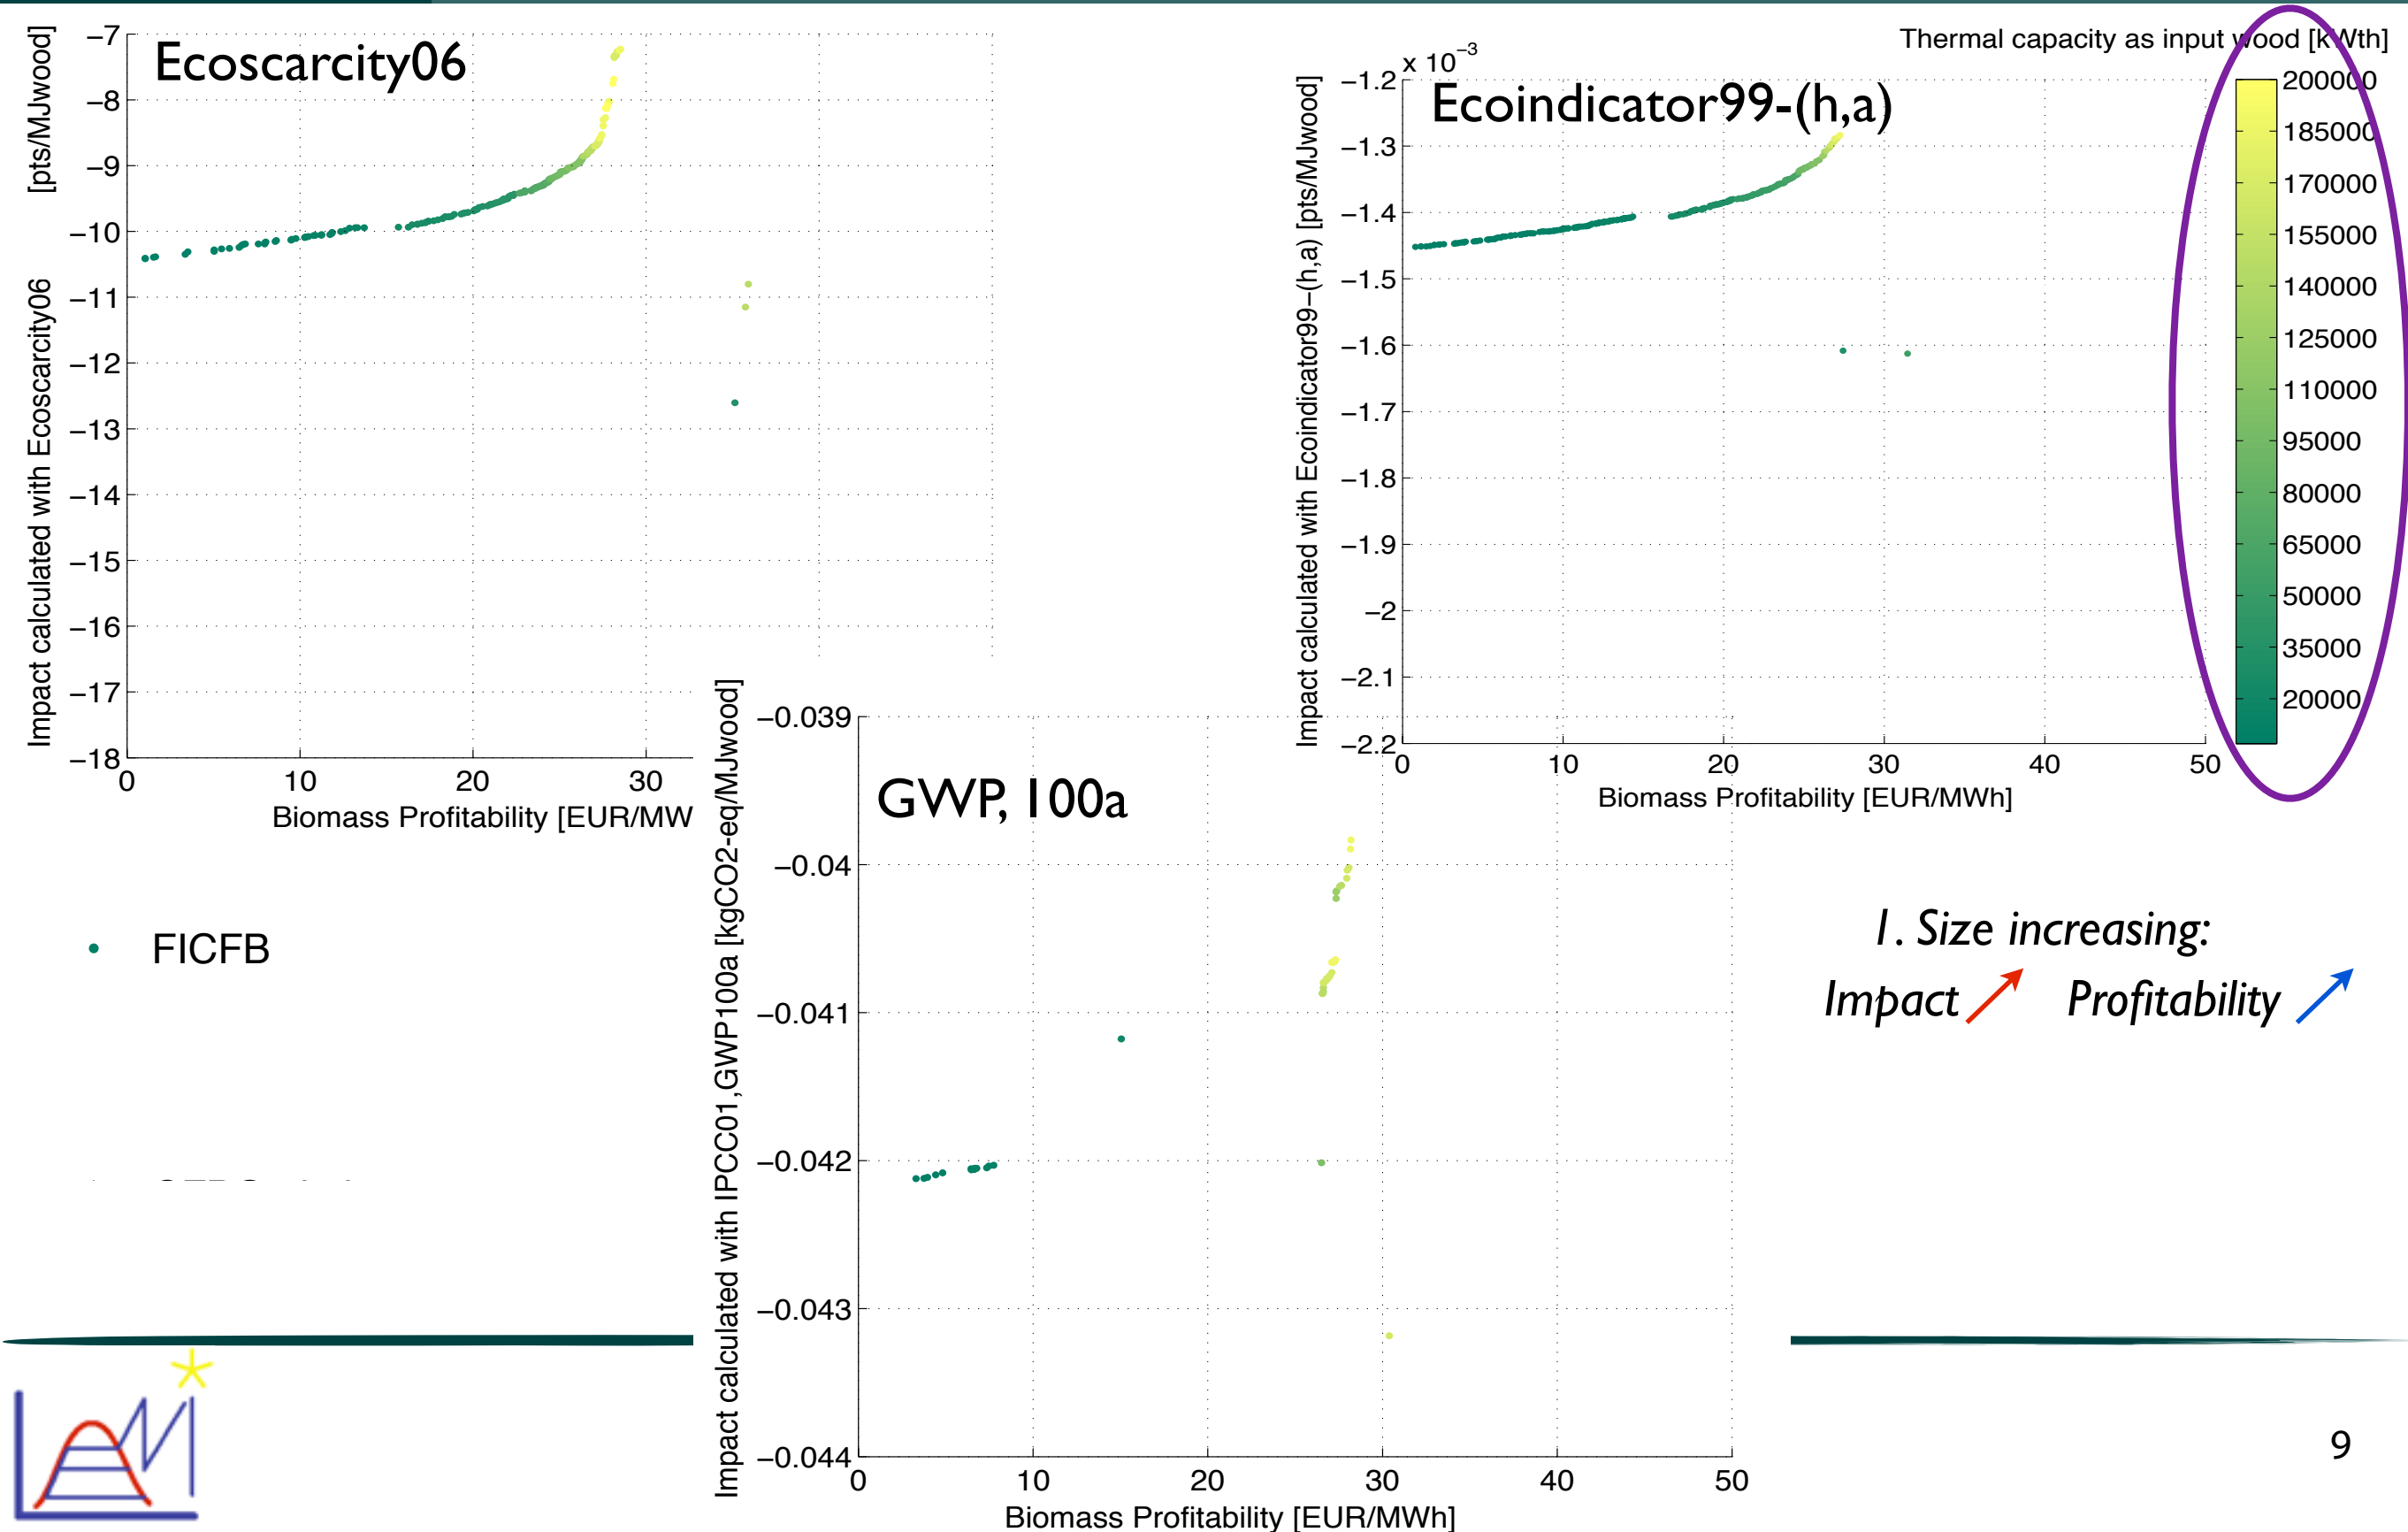 Ecoscarcity06
Impact calculated with Ecoscarcity06 [pts/MJwood]
−7
−8
−9
−10
−11
−12
−13
−14
−15
−16
−17
−18
0 10 20 30
Biomass Profitability [EUR/MW
Thermal capacity as input wood [kWth]
x 10−3
Ecoindicator99-(h,a)
Impact calculated with Ecoindicator99−(h,a) [pts/MJwood]
−1.2
−1.3
−1.4
−1.5
−1.6
−1.7
−1.8
−1.9
−2
−2.1
−2.2
0 10 20 30 40 50
Biomass Profitability [EUR/MWh]
200000
185000
170000
155000
140000
125000
110000
95000
80000
65000
50000
35000
20000
GWP, 100a
Impact calculated with IPCC01,GWP100a [kgCO2-eq/MJwood]
−0.039
−0.04
−0.041
−0.042
−0.043
−0.044
0 10 20 30 40 50
Biomass Profitability [EUR/MWh]
FICFB
1. Size increasing:
Impact Profitability
9